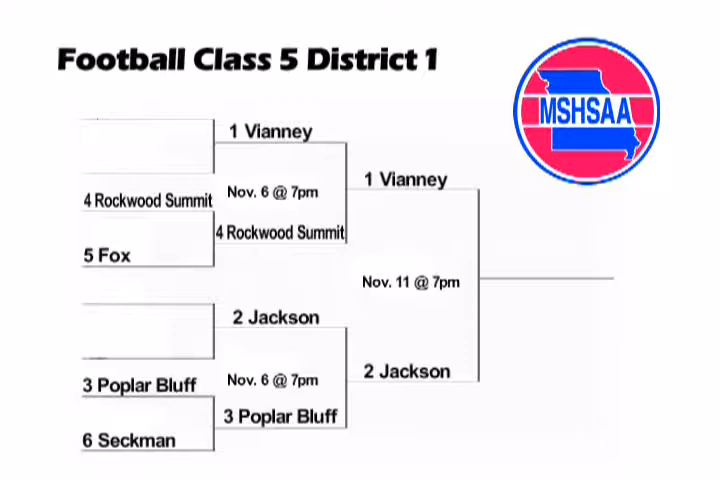 Football Class 5 District 1
MSHSAA
1 Vianney
1 Vianney
4 Rockwood Summit
Nov. 6 @ 7pm
4 Rockwood Summit
5 Fox
Nov. 11 @ 7pm
2 Jackson
2 Jackson
3 Poplar Bluff
Nov. 6 @ 7pm
3 Poplar Bluff
6 Seckman